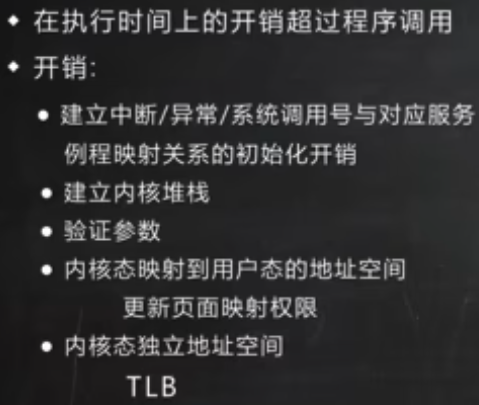 ◆ 在执行时间上的开销超过程序调用
◆ 开销:
● 建立中断/异常/系统调用号与对应服务
例程映射关系的初始化开销
● 建立内核堆栈
● 验证参数
● 内核态映射到用户态的地址空间
更新页面映射权限
● 内核态独立地址空间
TLB